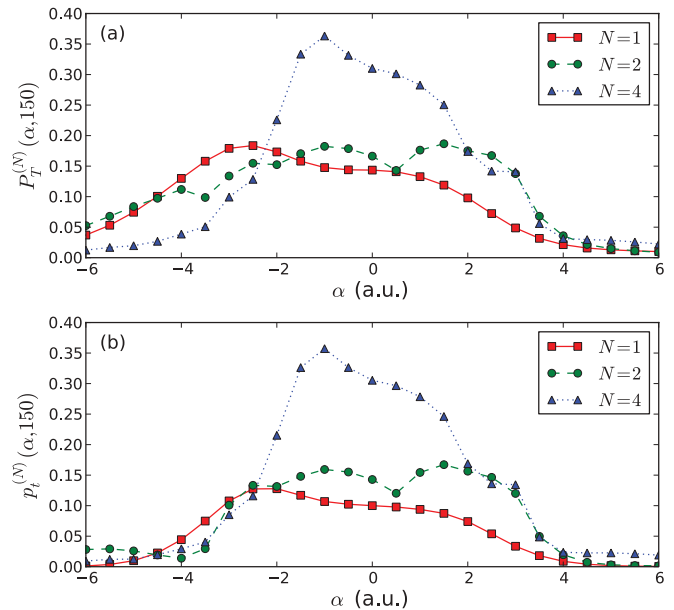 0.40
(a)
N=1
0.35
N=2
0.30
N=4
0.25
0.20
0.15
0.10
0.05
0.00
P_T^(N)(α,150)
−6 −4 −2 0 2 4 6
α (a.u.)
0.40
(b)
N=1
0.35
N=2
0.30
N=4
0.25
0.20
0.15
0.10
0.05
0.00
p_t^(N)(α,150)
−6 −4 −2 0 2 4 6
α (a.u.)